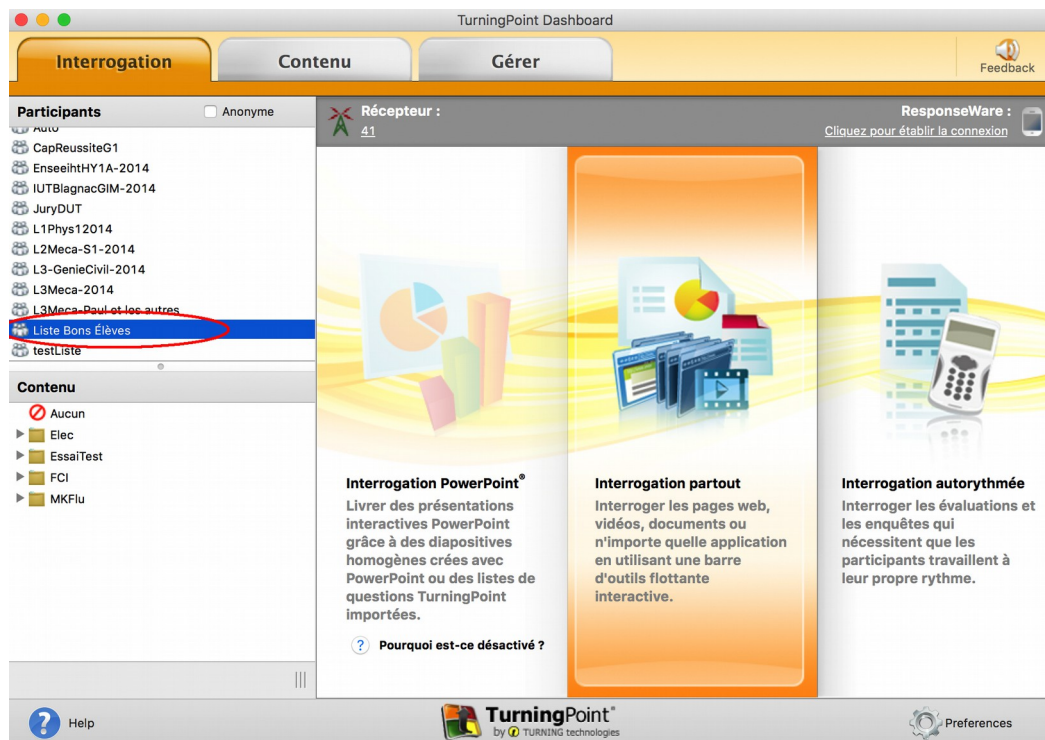 TurningPoint Dashboard
Interrogation
Contenu
Gérer
Feedback
Participants
Anonyme
Auto
CapReussiteG1
EnseeihtHY1A-2014
IUTBlagnacGIM-2014
JuryDUT
L1Phys12014
L2Meca-S1-2014
L3-GenieCivil-2014
L3Meca-2014
L3Meca-Paul et les autres
Liste Bons Élèves
testListe
Contenu
Aucun
Elec
EssaiTest
FCI
MKFlu
Récepteur :
41
ResponseWare :
Cliquez pour établir la connexion
Interrogation PowerPoint®
Livrer des présentations
interactives PowerPoint
grâce à des diapositives
homogènes crées avec
PowerPoint ou des listes de
questions TurningPoint
importées.
? Pourquoi est-ce désactivé ?
Interrogation partout
Interroger les pages web,
vidéos, documents ou
n'importe quelle application
en utilisant une barre
d'outils flottante
interactive.
Interrogation autorythmée
Interroger les évaluations et
les enquêtes qui
nécessitent que les
participants travaillent à
leur propre rythme.
? Help
TurningPoint®
by TURNING technologies
Preferences